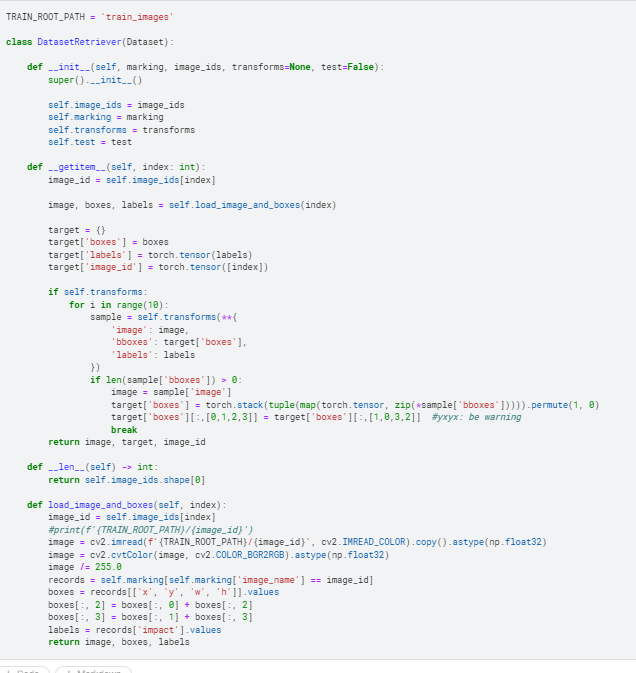 TRAIN_ROOT_PATH = 'train_images'
class DatasetRetriever(Dataset):
    def __init__(self, marking, image_ids, transforms=None, test=False):
        super().__init__()
        self.image_ids = image_ids
        self.marking = marking
        self.transforms = transforms
        self.test = test
    def __getitem__(self, index: int):
        image_id = self.image_ids[index]
        image, boxes, labels = self.load_image_and_boxes(index)
        target = {}
        target['boxes'] = boxes
        target['labels'] = torch.tensor(labels)
        target['image_id'] = torch.tensor([index])
        if self.transforms:
            for i in range(10):
                sample = self.transforms(**{
                    'image': image,
                    'bboxes': target['boxes'],
                    'labels': labels
                })
                if len(sample['bboxes']) > 0:
                    image = sample['image']
                    target['boxes'] = torch.stack(tuple(map(torch.tensor, zip(*sample['bboxes'])))).permute(1, 0)
                    target['boxes'][:,[0,1,2,3]] = target['boxes'][:,[1,0,3,2]]  #yxyx: be warning
                    break
        return image, target, image_id
    def __len__(self) -> int:
        return self.image_ids.shape[0]
    def load_image_and_boxes(self, index):
        image_id = self.image_ids[index]
        #print(f'{TRAIN_ROOT_PATH}/{image_id}')
        image = cv2.imread(f'{TRAIN_ROOT_PATH}/{image_id}', cv2.IMREAD_COLOR).copy().astype(np.float32)
        image = cv2.cvtColor(image, cv2.COLOR_BGR2RGB).astype(np.float32)
        image /= 255.0
        records = self.marking[self.marking['image_name'] == image_id]
        boxes = records[['x', 'y', 'w', 'h']].values
        boxes[:, 2] = boxes[:, 0] + boxes[:, 2]
        boxes[:, 3] = boxes[:, 1] + boxes[:, 3]
        labels = records['impact'].values
        return image, boxes, labels